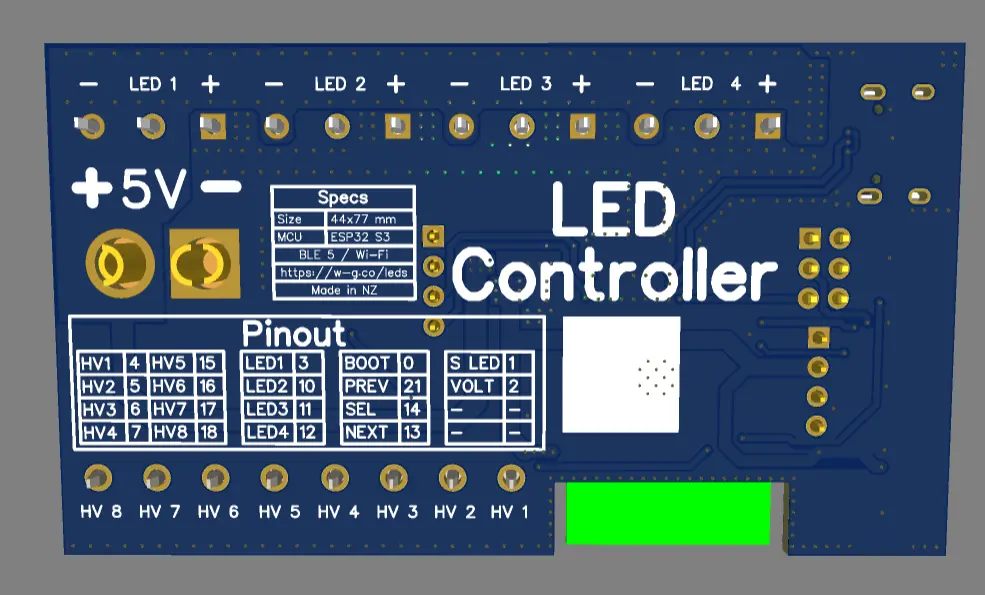 − LED 1 + − LED 2 + − LED 3 + − LED 4 +
+5V−
Specs
Size 44x77 mm
MCU ESP32 S3
BLE 5 / Wi-Fi
https://w-g.co/leds
Made in NZ
LED
Controller
Pinout
HV1 4 HV5 15 LED1 3 BOOT 0 S LED 1
HV2 5 HV6 16 LED2 10 PREV 21 VOLT 2
HV3 6 HV7 17 LED3 11 SEL 14 − −
HV4 7 HV8 18 LED4 12 NEXT 13 − −
HV 8 HV 7 HV 6 HV 5 HV 4 HV 3 HV 2 HV 1